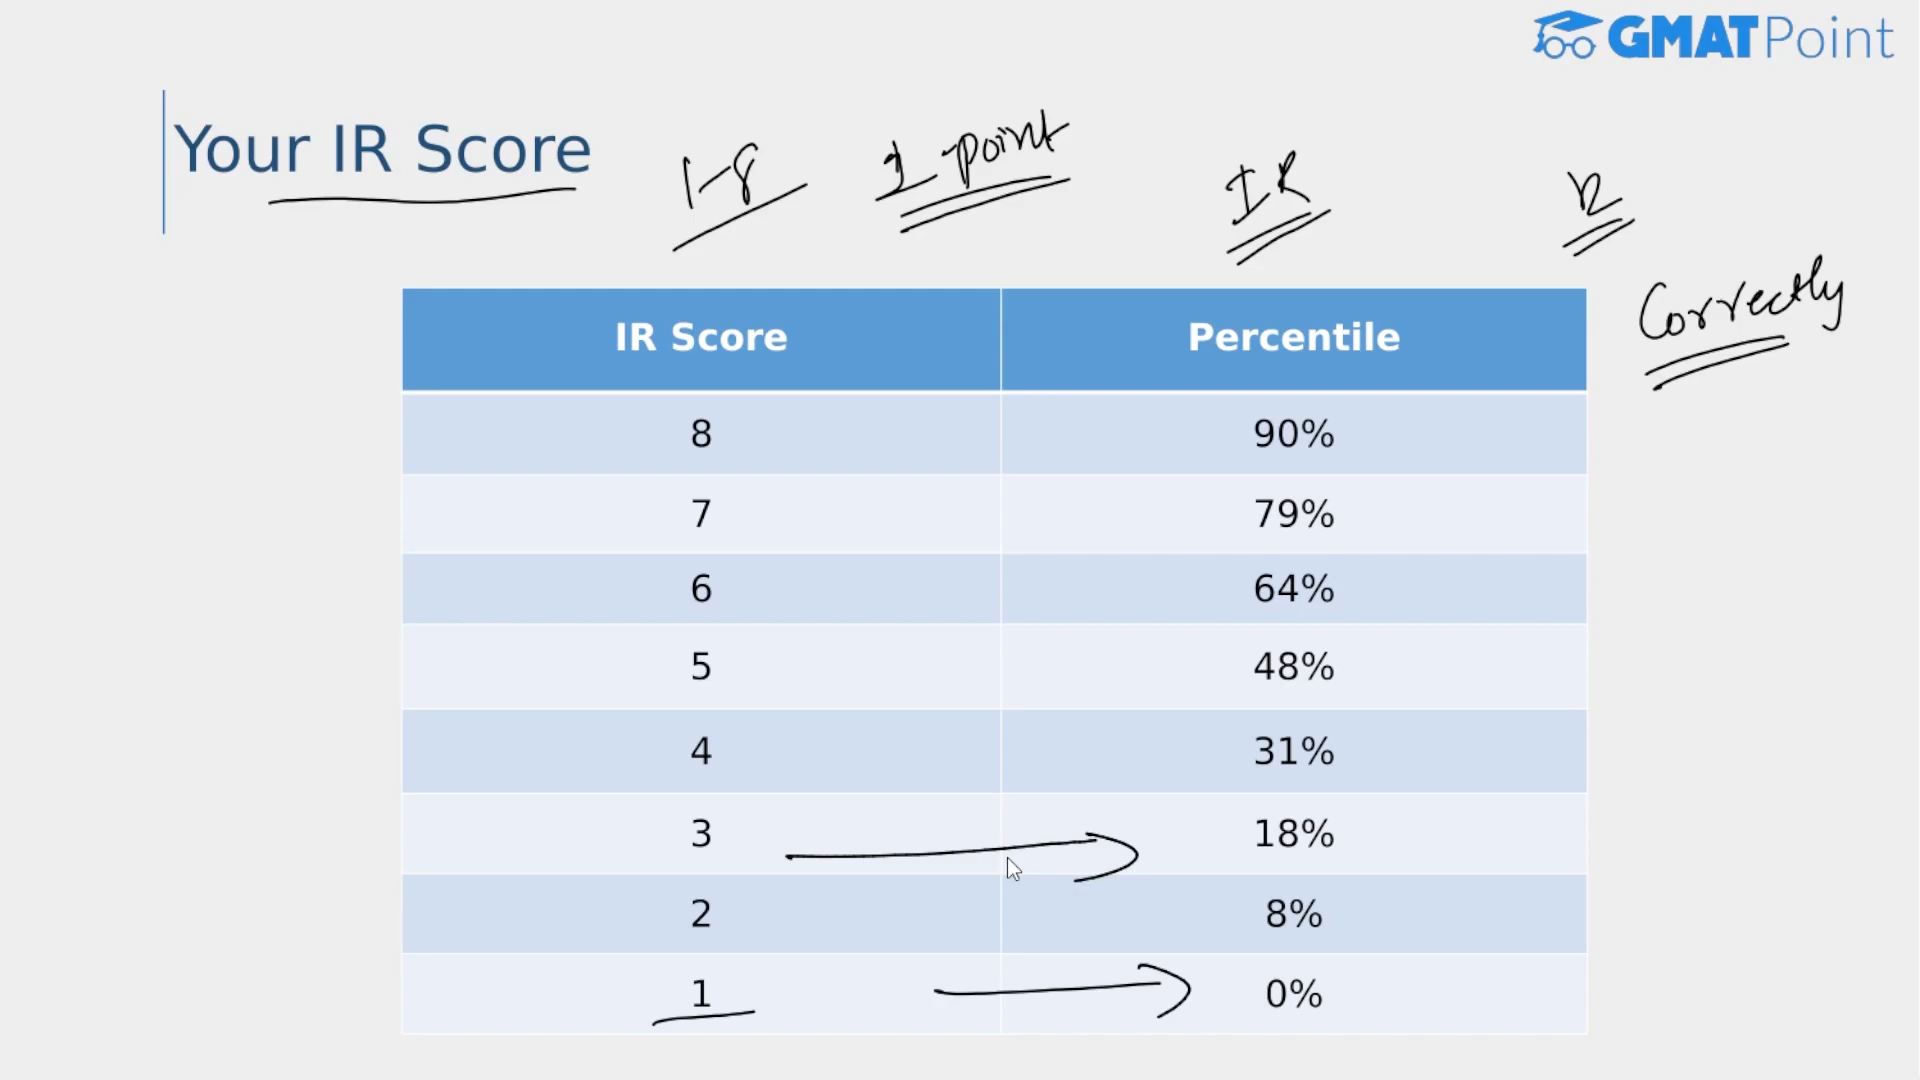 GMATPoint
Your IR Score
1-8
1 point
IR
Correctly
IR Score Percentile
8 90%
7 79%
6 64%
5 48%
4 31%
3 18%
2 8%
1 0%